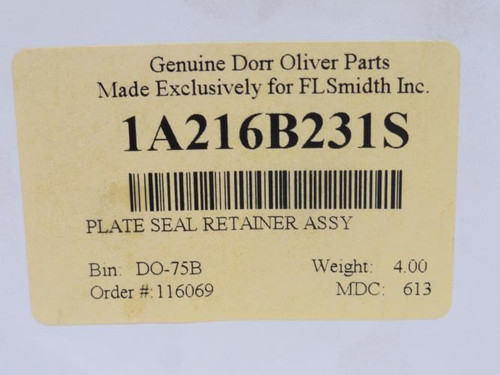 Genuine Dorr Oliver Parts
Made Exclusively for FLSmidth Inc.
1A216B231S
PLATE SEAL RETAINER ASSY
Bin: DO-75B Weight: 4.00
Order #: 116069 MDC: 613